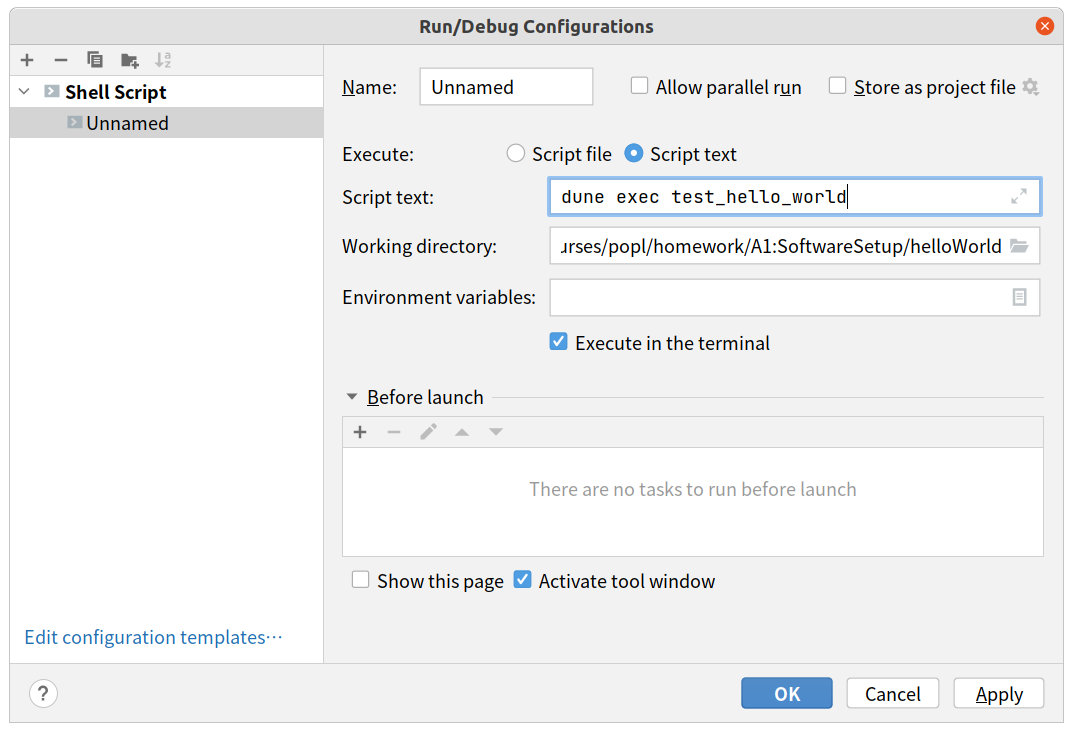 Run/Debug Configurations
Shell Script
Unnamed
Edit configuration templates...
Name: Unnamed Allow parallel run Store as project file
Execute: Script file Script text
Script text: dune exec test_hello_world
Working directory: urses/popl/homework/A1:SoftwareSetup/helloWorld
Environment variables:
Execute in the terminal
Before launch
There are no tasks to run before launch
Show this page Activate tool window
? OK Cancel Apply